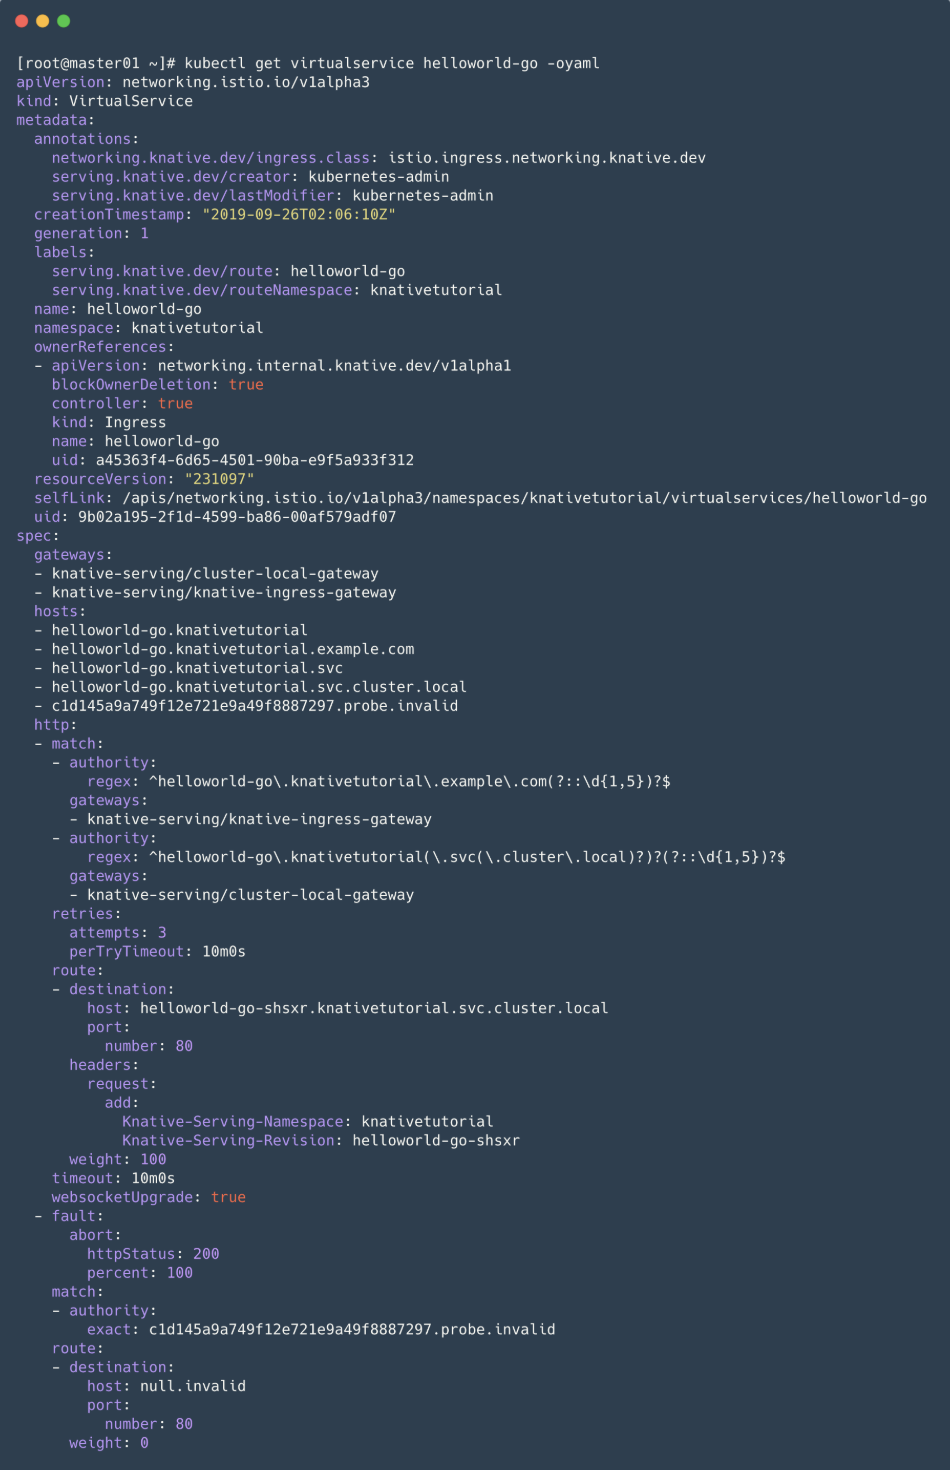 [root@master01 ~]# kubectl get virtualservice helloworld-go -oyaml
apiVersion: networking.istio.io/v1alpha3
kind: VirtualService
metadata:
  annotations:
    networking.knative.dev/ingress.class: istio.ingress.networking.knative.dev
    serving.knative.dev/creator: kubernetes-admin
    serving.knative.dev/lastModifier: kubernetes-admin
  creationTimestamp: "2019-09-26T02:06:10Z"
  generation: 1
  labels:
    serving.knative.dev/route: helloworld-go
    serving.knative.dev/routeNamespace: knativetutorial
  name: helloworld-go
  namespace: knativetutorial
  ownerReferences:
  - apiVersion: networking.internal.knative.dev/v1alpha1
    blockOwnerDeletion: true
    controller: true
    kind: Ingress
    name: helloworld-go
    uid: a45363f4-6d65-4501-90ba-e9f5a933f312
  resourceVersion: "231097"
  selfLink: /apis/networking.istio.io/v1alpha3/namespaces/knativetutorial/virtualservices/helloworld-go
  uid: 9b02a195-2f1d-4599-ba86-00af579adf07
spec:
  gateways:
  - knative-serving/cluster-local-gateway
  - knative-serving/knative-ingress-gateway
  hosts:
  - helloworld-go.knativetutorial
  - helloworld-go.knativetutorial.example.com
  - helloworld-go.knativetutorial.svc
  - helloworld-go.knativetutorial.svc.cluster.local
  - c1d145a9a749f12e721e9a49f8887297.probe.invalid
  http:
  - match:
    - authority:
        regex: ^helloworld-go\.knativetutorial\.example\.com(?::\d{1,5})?$
      gateways:
      - knative-serving/knative-ingress-gateway
    - authority:
        regex: ^helloworld-go\.knativetutorial(\.svc(\.cluster\.local)?)?(?::\d{1,5})?$
      gateways:
      - knative-serving/cluster-local-gateway
    retries:
      attempts: 3
      perTryTimeout: 10m0s
    route:
    - destination:
        host: helloworld-go-shsxr.knativetutorial.svc.cluster.local
        port:
          number: 80
      headers:
        request:
          add:
            Knative-Serving-Namespace: knativetutorial
            Knative-Serving-Revision: helloworld-go-shsxr
      weight: 100
    timeout: 10m0s
    websocketUpgrade: true
  - fault:
      abort:
        httpStatus: 200
        percent: 100
    match:
    - authority:
        exact: c1d145a9a749f12e721e9a49f8887297.probe.invalid
    route:
    - destination:
        host: null.invalid
        port:
          number: 80
      weight: 0